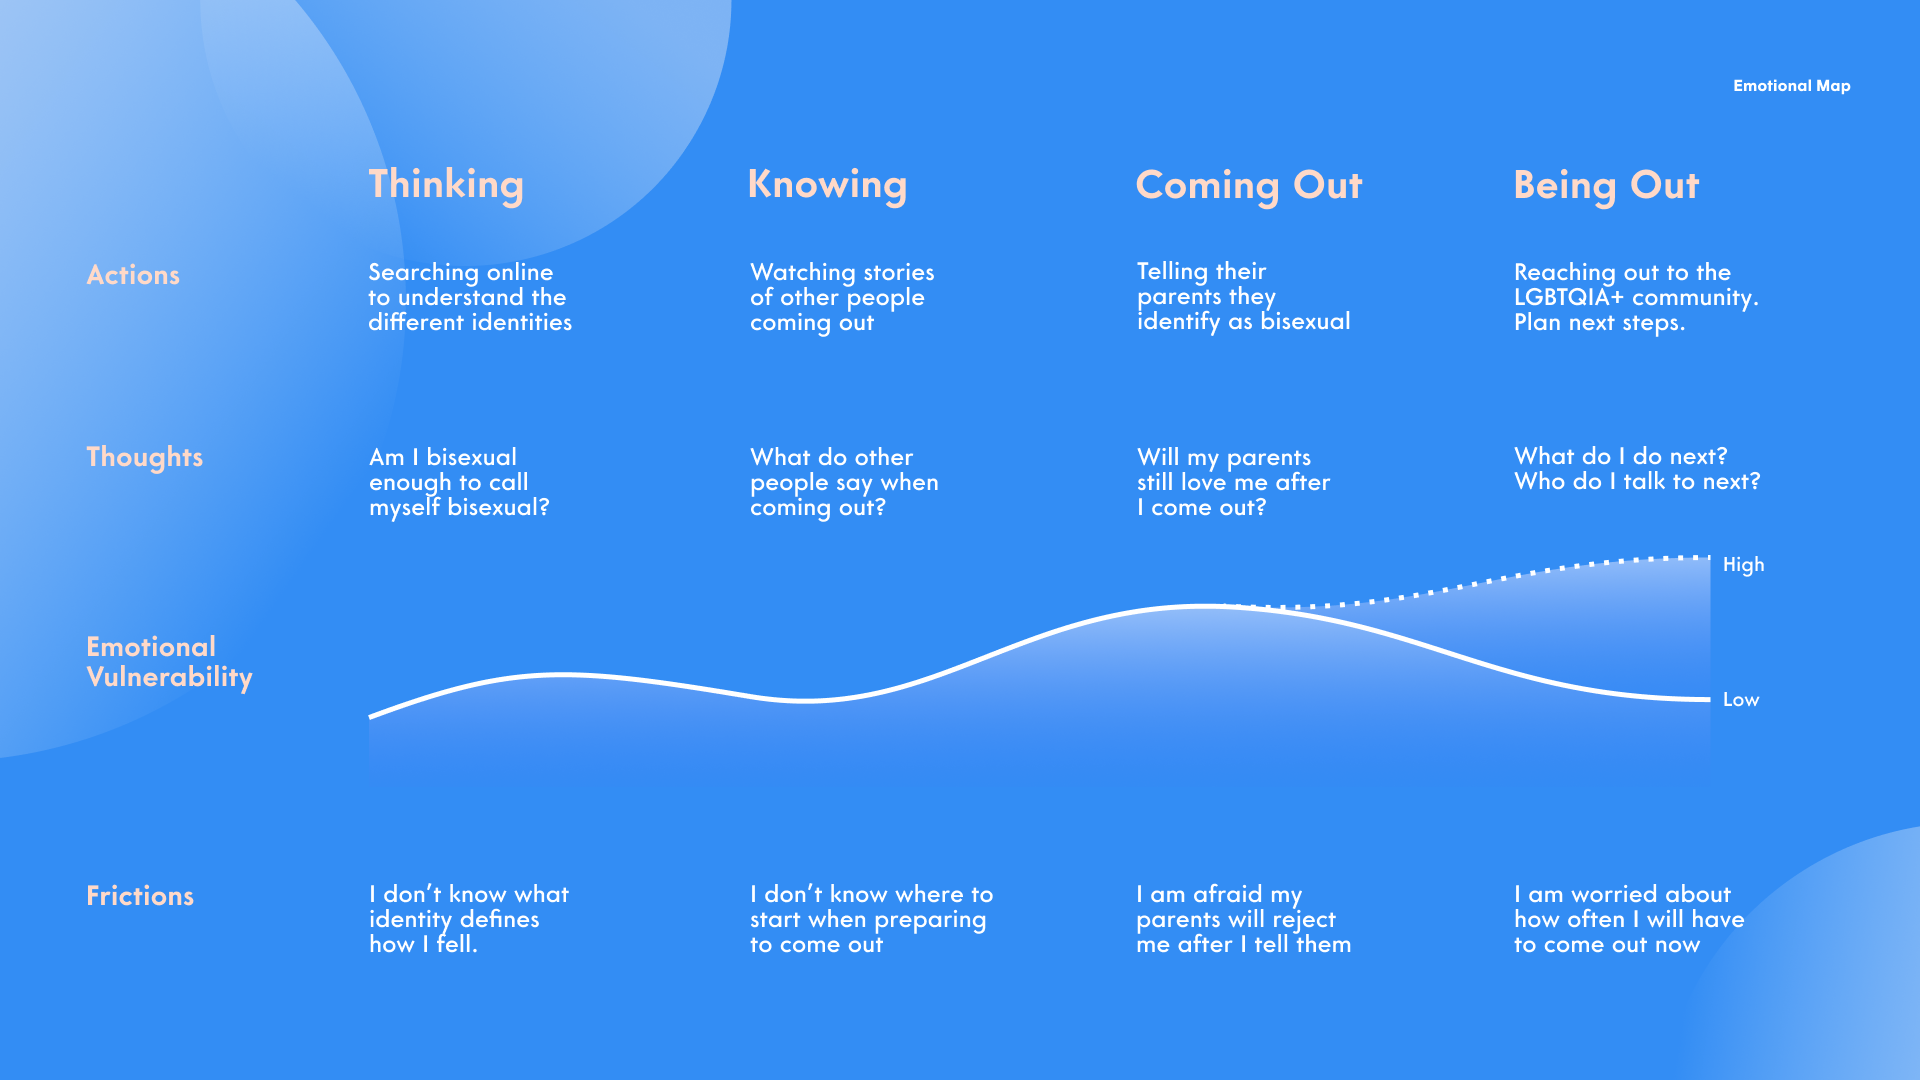 Emotional Map
Thinking
Knowing
Coming Out
Being Out
Actions
Searching online
to understand the
different identities
Watching stories
of other people
coming out
Telling their
parents they
identify as bisexual
Reaching out to the
LGBTQIA+ community.
Plan next steps.
Thoughts
Am I bisexual
enough to call
myself bisexual?
What do other
people say when
coming out?
Will my parents
still love me after
I come out?
What do I do next?
Who do I talk to next?
Emotional
Vulnerability
High
Low
Frictions
I don’t know what
identity defines
how I fell.
I don’t know where to
start when preparing
to come out
I am afraid my
parents will reject
me after I tell them
I am worried about
how often I will have
to come out now